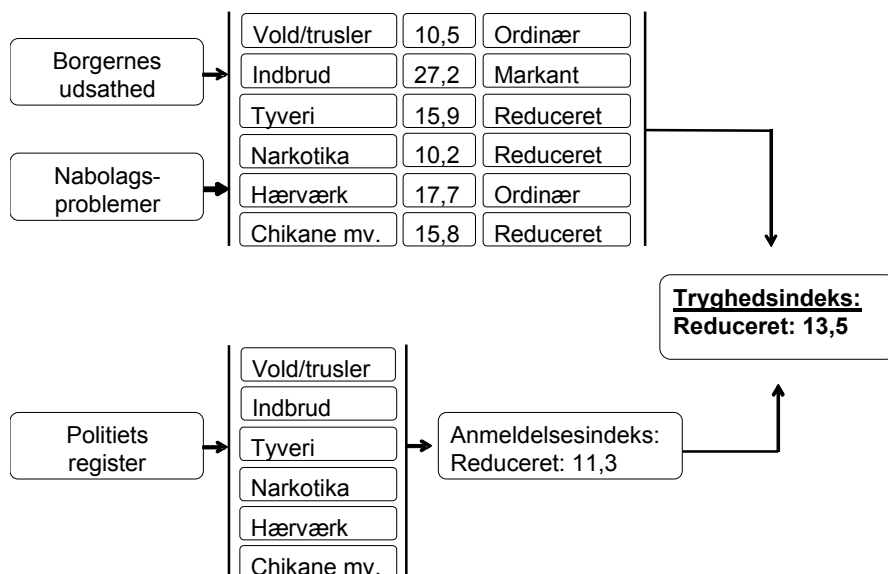 Borgernes
udsathed
Nabolags-
problemer
Vold/trusler 10,5 Ordinær
Indbrud 27,2 Markant
Tyveri 15,9 Reduceret
Narkotika 10,2 Reduceret
Hærværk 17,7 Ordinær
Chikane mv. 15,8 Reduceret
Tryghedsindeks:
Reduceret: 13,5
Politiets
register
Vold/trusler
Indbrud
Tyveri
Narkotika
Hærværk
Chikane mv.
Anmeldelsesindeks:
Reduceret: 11,3